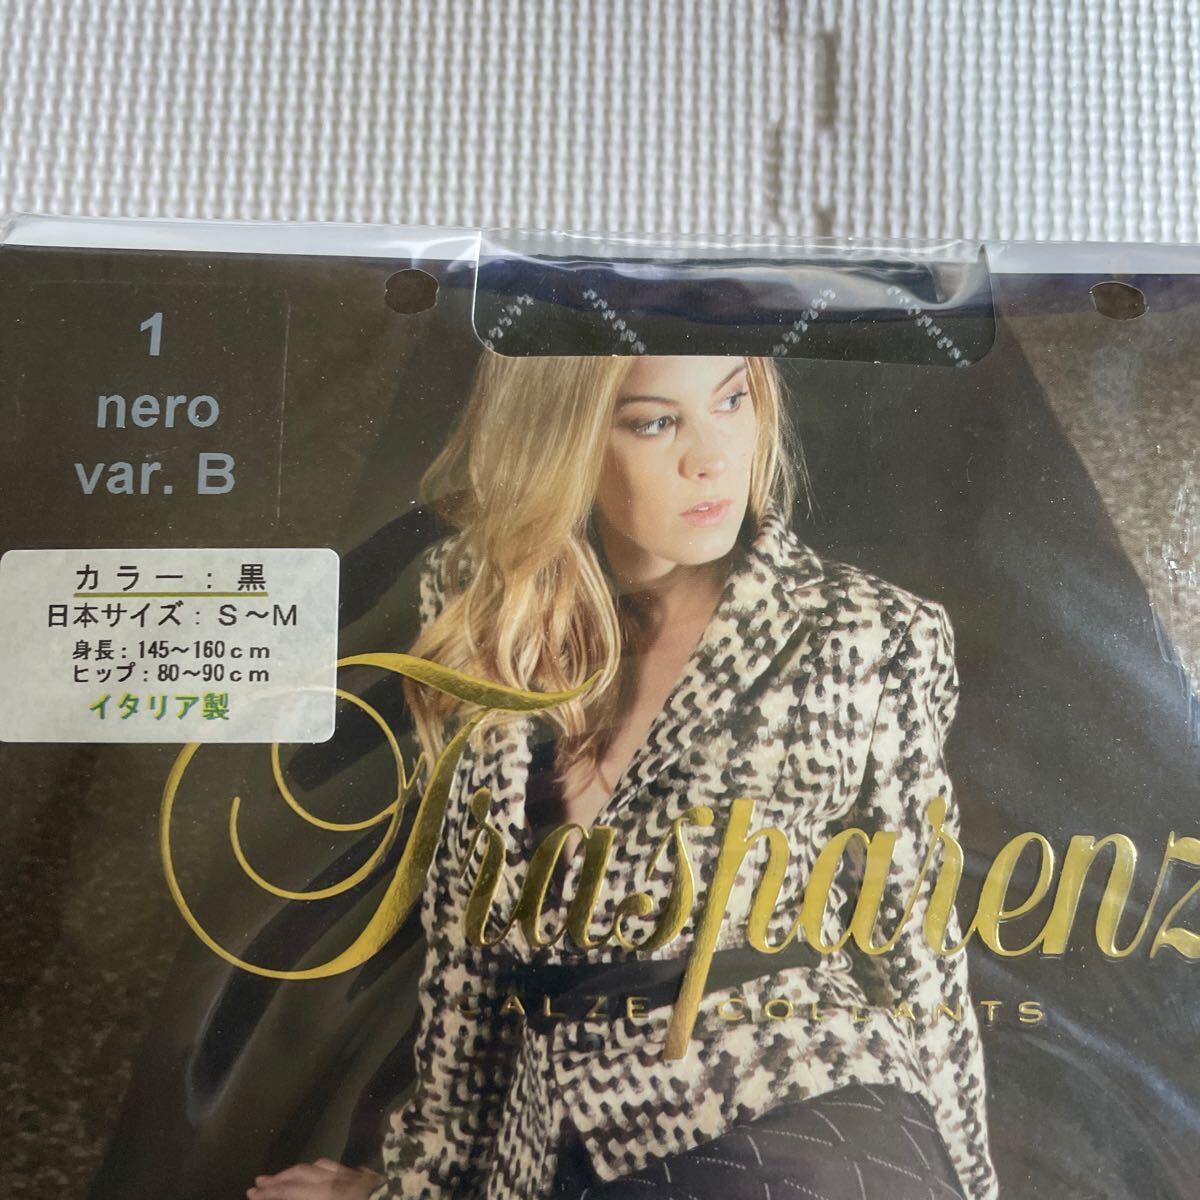 1
nero
var. B
カラー : 黒
日本サイズ : S～M
身長 : 145～160cm
ヒップ : 80～90cm
イタリア製
Trasparenz
CALZE COLLANTS